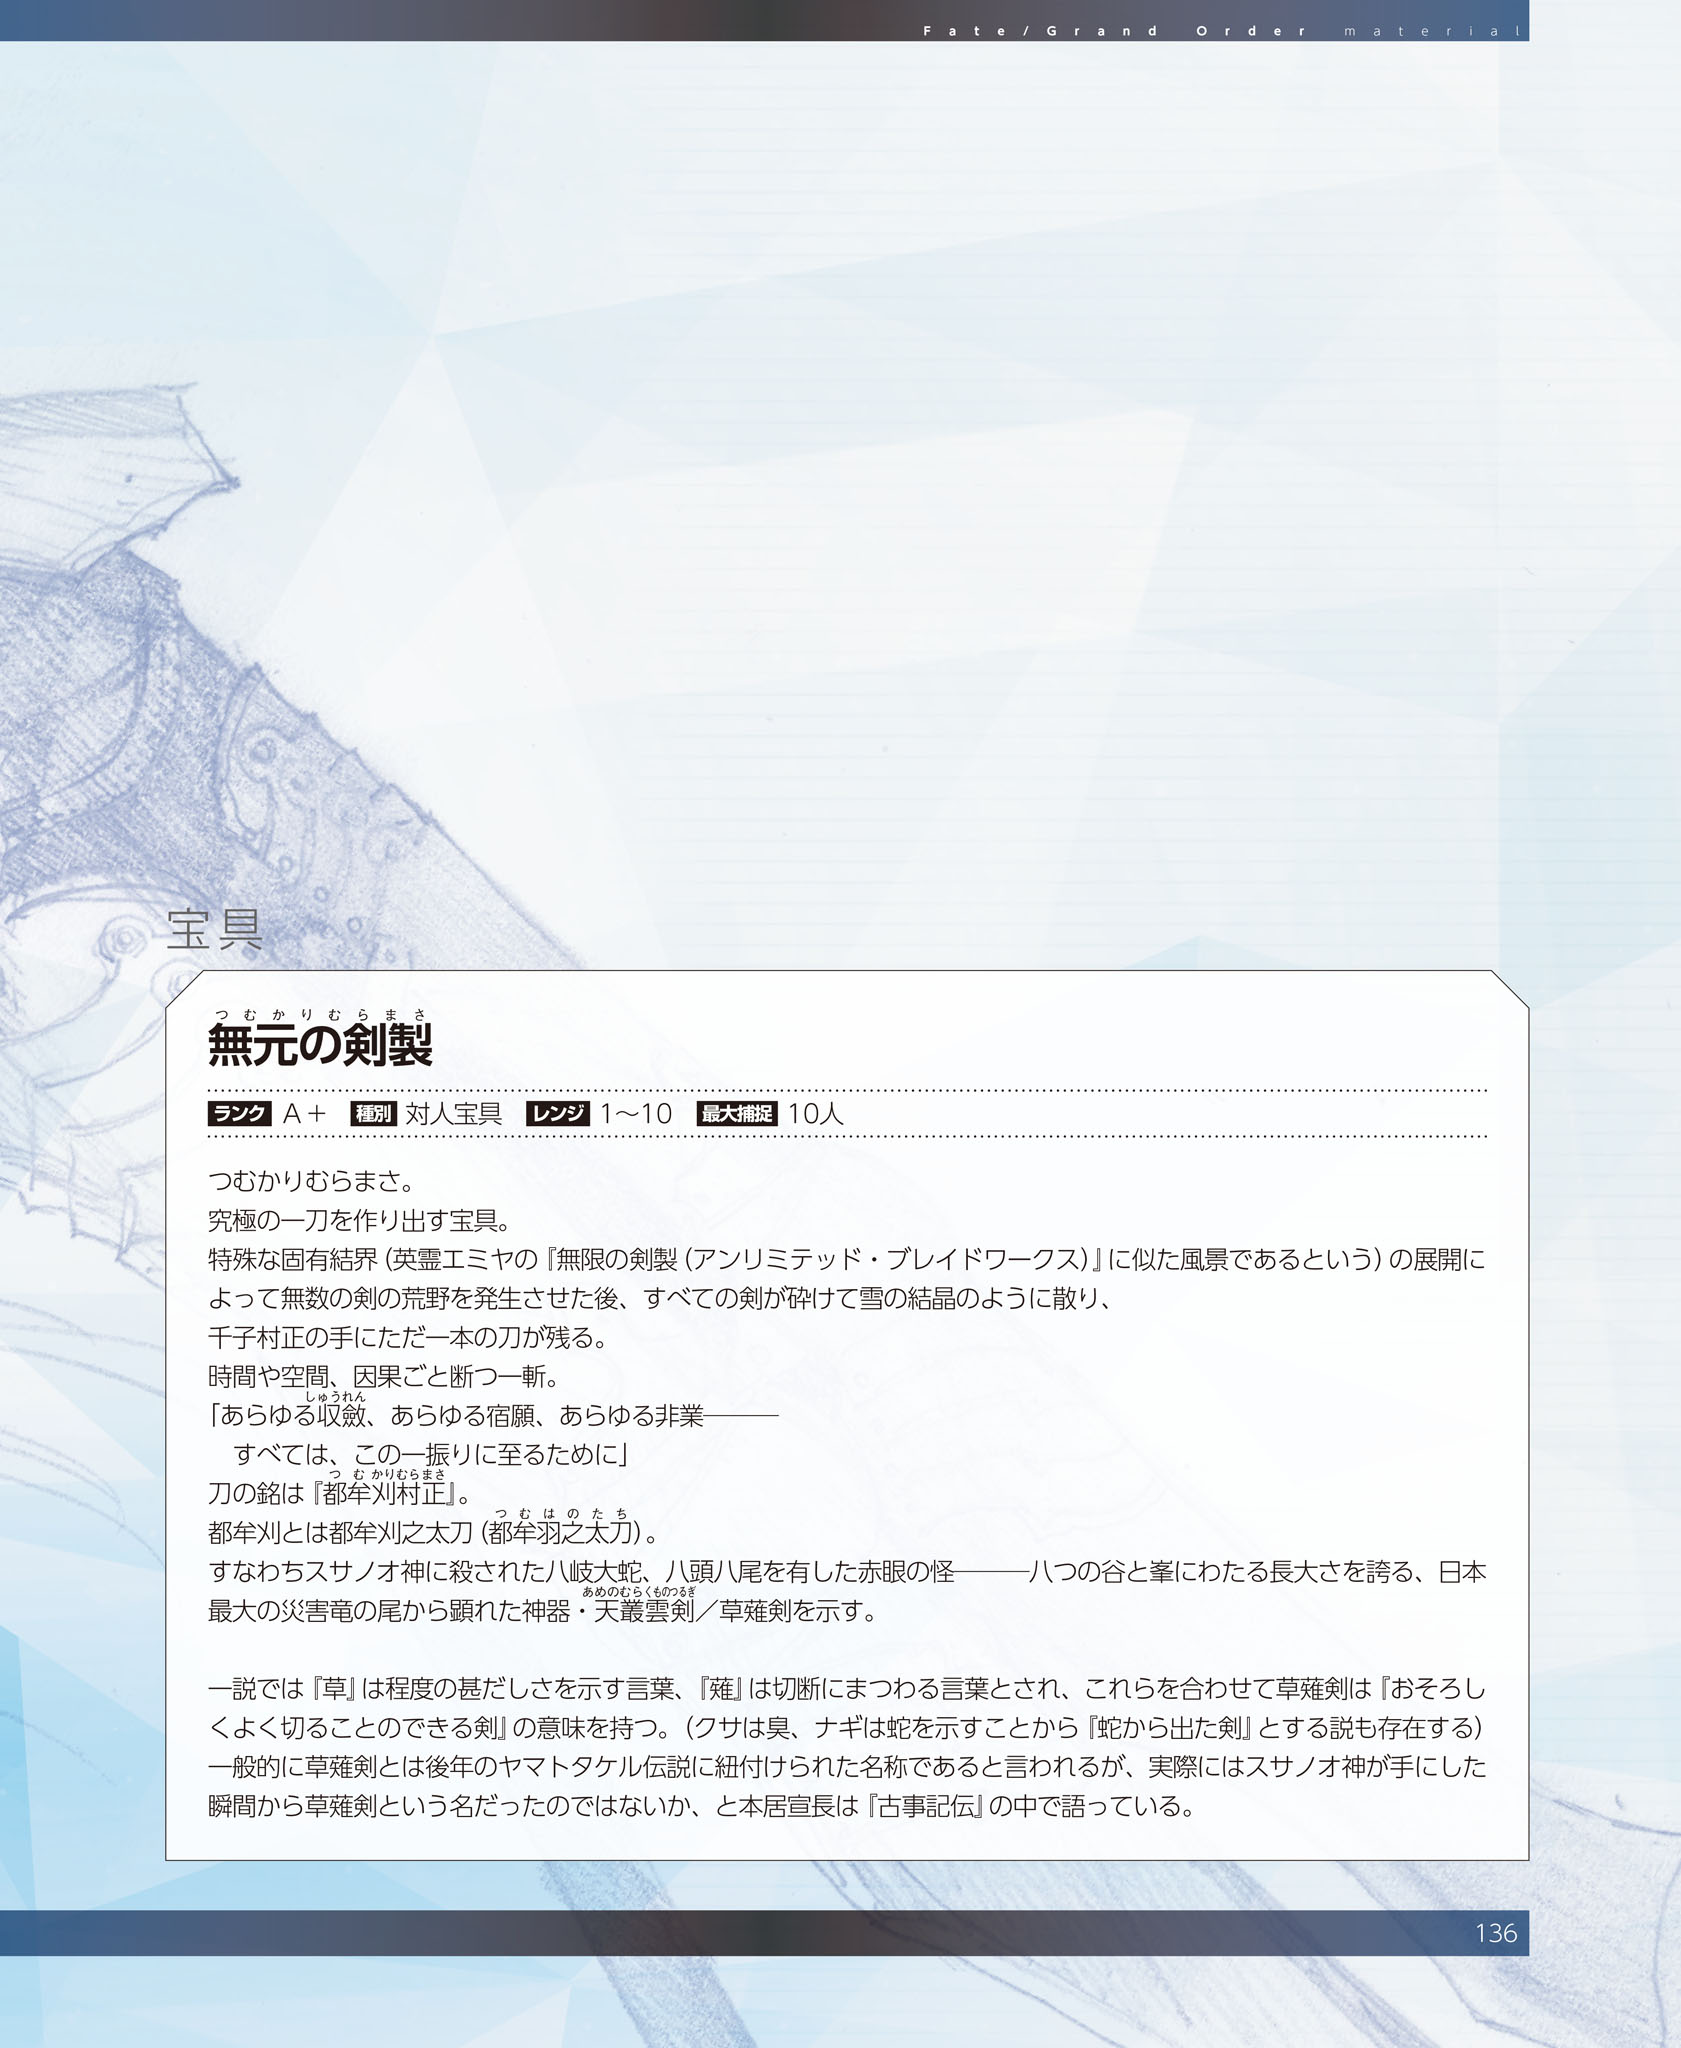 Fate/Grand Order material
宝具
つむかりむらまさ
無元の剣製
ランク A+ 種別 対人宝具 レンジ 1～10 最大捕捉 10人
つむかりむらまさ。
究極の一刀を作り出す宝具。
特殊な固有結界（英霊エミヤの『無限の剣製（アンリミテッド・ブレイドワークス）』に似た風景であるという）の展開に
よって無数の剣の荒野を発生させた後、すべての剣が砕けて雪の結晶のように散り、
千子村正の手にただ一本の刀が残る。
時間や空間、因果ごと断つ一斬。
しゅうれん
「あらゆる収斂、あらゆる宿願、あらゆる非業―――
すべては、この一振りに至るために」
つむかりむらまさ
刀の銘は『都牟刈村正』。
つむはのたち
都牟刈とは都牟刈之太刀（都牟羽之太刀）。
すなわちスサノオ神に殺された八岐大蛇、八頭八尾を有した赤眼の怪―――八つの谷と峯にわたる長大さを誇る、日本
あめのむらくものつるぎ
最大の災害竜の尾から顕れた神器・天叢雲剣／草薙剣を示す。
一説では『草』は程度の甚だしさを示す言葉、『薙』は切断にまつわる言葉とされ、これらを合わせて草薙剣は『おそろし
くよく切ることのできる剣』の意味を持つ。（クサは臭、ナギは蛇を示すことから『蛇から出た剣』とする説も存在する）
一般的に草薙剣とは後年のヤマトタケル伝説に紐付けられた名称であると言われるが、実際にはスサノオ神が手にした
瞬間から草薙剣という名だったのではないか、と本居宣長は『古事記伝』の中で語っている。
136